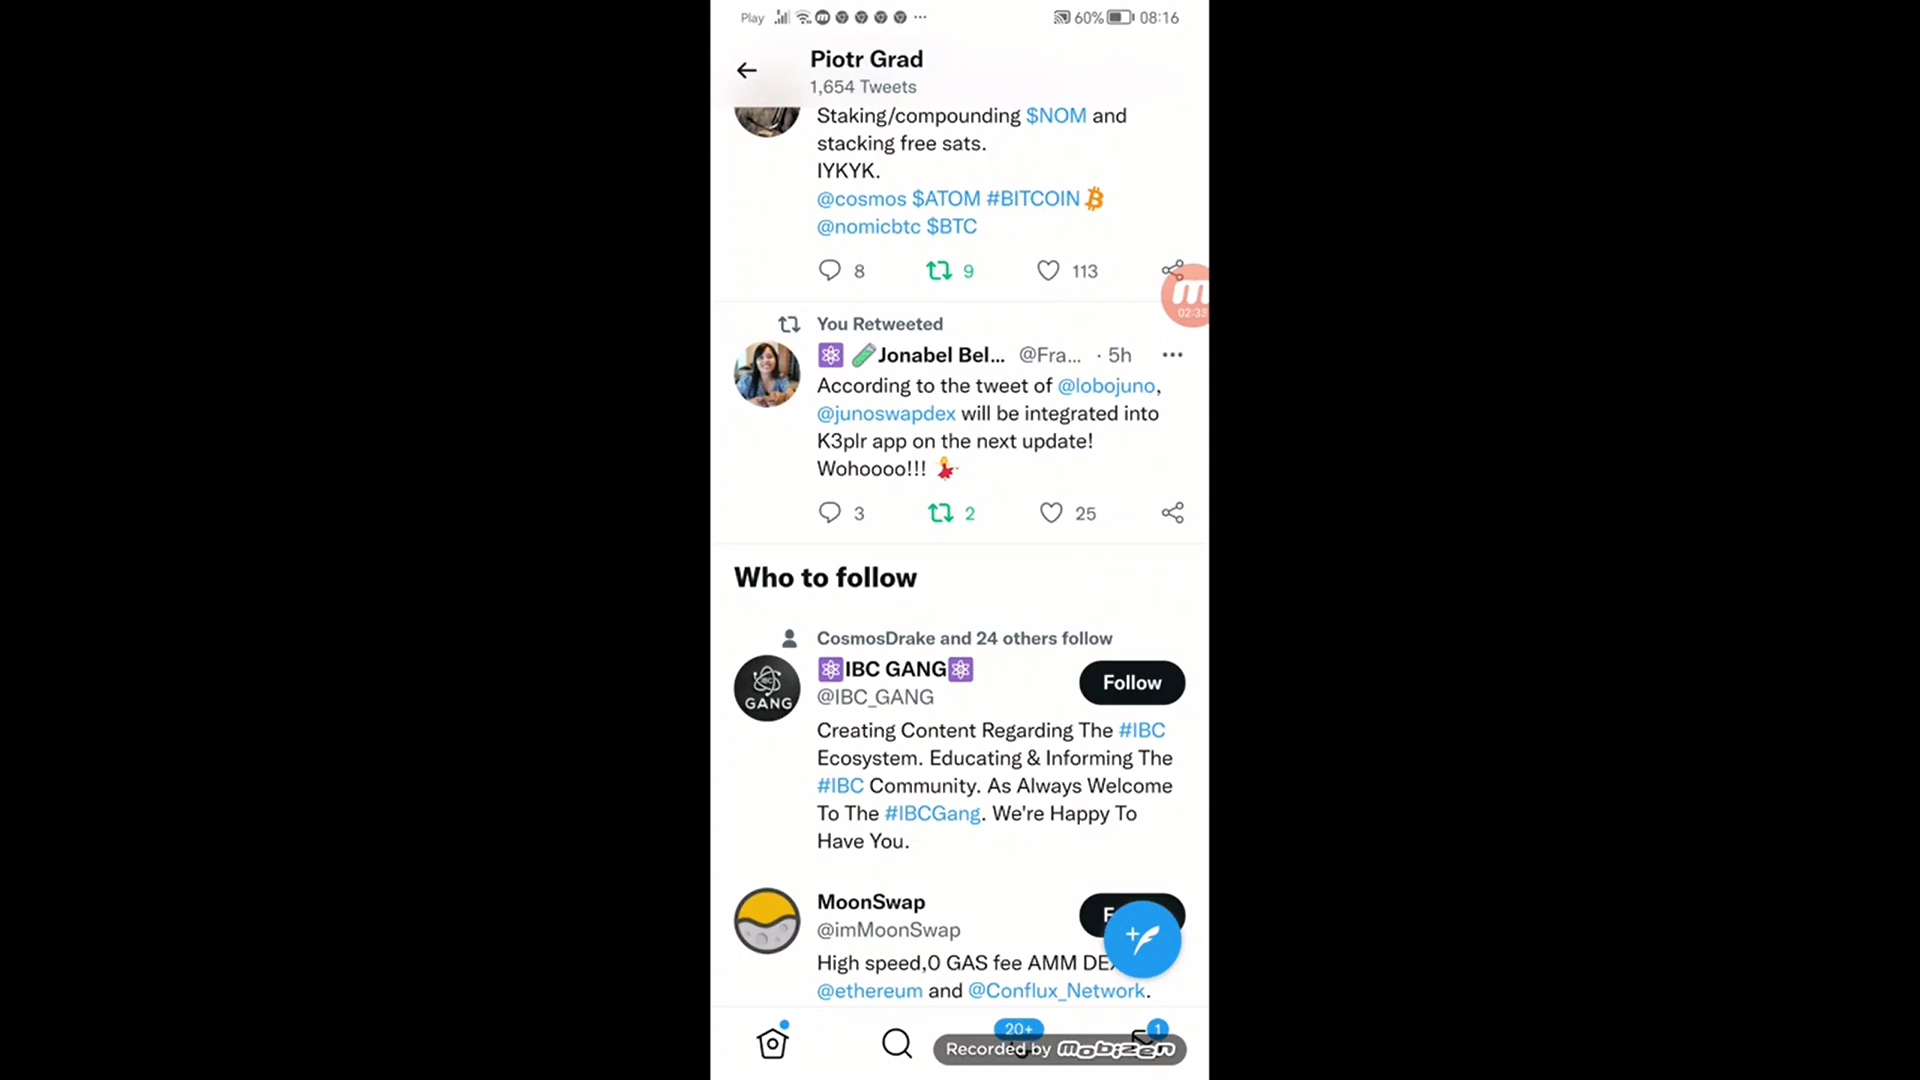 Play 60% 08:16
Piotr Grad
1,654 Tweets
Staking/compounding $NOM and
stacking free sats.
IYKYK.
@cosmos $ATOM #BITCOIN
@nomicbtc $BTC
8 9 113
02:33
You Retweeted
Jonabel Bel... @Fra... · 5h
According to the tweet of @lobojuno,
@junoswapdex will be integrated into
K3plr app on the next update!
Wohoooo!!!
3 2 25
Who to follow
CosmosDrake and 24 others follow
IBC GANG
@IBC_GANG
Follow
GANG
Creating Content Regarding The #IBC
Ecosystem. Educating & Informing The
#IBC Community. As Always Welcome
To The #IBCGang. We're Happy To
Have You.
MoonSwap
@imMoonSwap
High speed,0 GAS fee AMM DEX
@ethereum and @Conflux_Network.
20+ 1
Recorded by mobizen